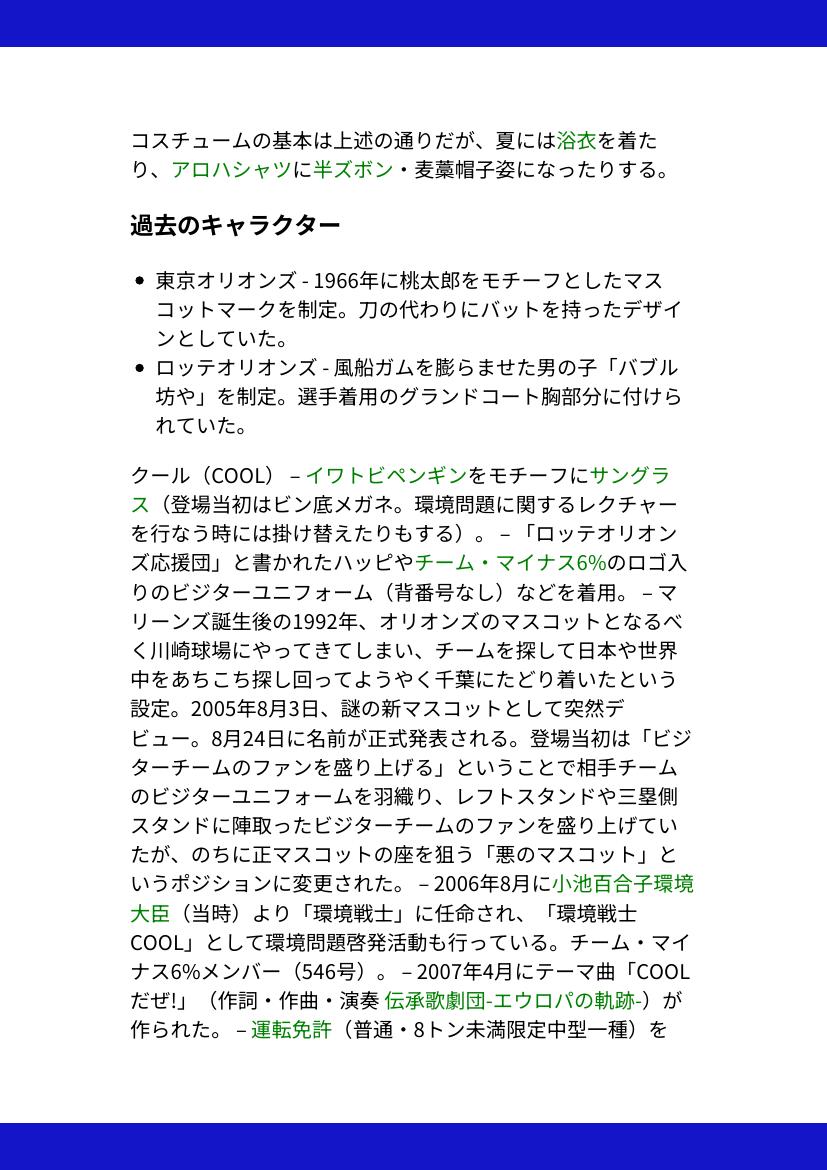 コスチュームの基本は上述の通りだが、夏には浴衣を着た
り、アロハシャツに半ズボン・麦藁帽子姿になったりする。
過去のキャラクター
• 東京オリオンズ - 1966年に桃太郎をモチーフとしたマス
コットマークを制定。刀の代わりにバットを持ったデザイ
ンとしていた。
• ロッテオリオンズ - 風船ガムを膨らませた男の子「バブル
坊や」を制定。選手着用のグランドコート胸部分に付けら
れていた。
クール（COOL） – イワトビペンギンをモチーフにサングラ
ス（登場当初はビン底メガネ。環境問題に関するレクチャー
を行なう時には掛け替えたりもする）。 – 「ロッテオリオン
ズ応援団」と書かれたハッピやチーム・マイナス6%のロゴ入
りのビジターユニフォーム（背番号なし）などを着用。 – マ
リーンズ誕生後の1992年、オリオンズのマスコットとなるべ
く川崎球場にやってきてしまい、チームを探して日本や世界
中をあちこち探し回ってようやく千葉にたどり着いたという
設定。2005年8月3日、謎の新マスコットとして突然デ
ビュー。8月24日に名前が正式発表される。登場当初は「ビジ
ターチームのファンを盛り上げる」ということで相手チーム
のビジターユニフォームを羽織り、レフトスタンドや三塁側
スタンドに陣取ったビジターチームのファンを盛り上げてい
たが、のちに正マスコットの座を狙う「悪のマスコット」と
いうポジションに変更された。 – 2006年8月に小池百合子環境
大臣（当時）より「環境戦士」に任命され、「環境戦士
COOL」として環境問題啓発活動も行っている。チーム・マイ
ナス6%メンバー（546号）。 – 2007年4月にテーマ曲「COOL
だぜ!」（作詞・作曲・演奏 伝承歌劇団-エウロパの軌跡-）が
作られた。 – 運転免許（普通・8トン未満限定中型一種）を